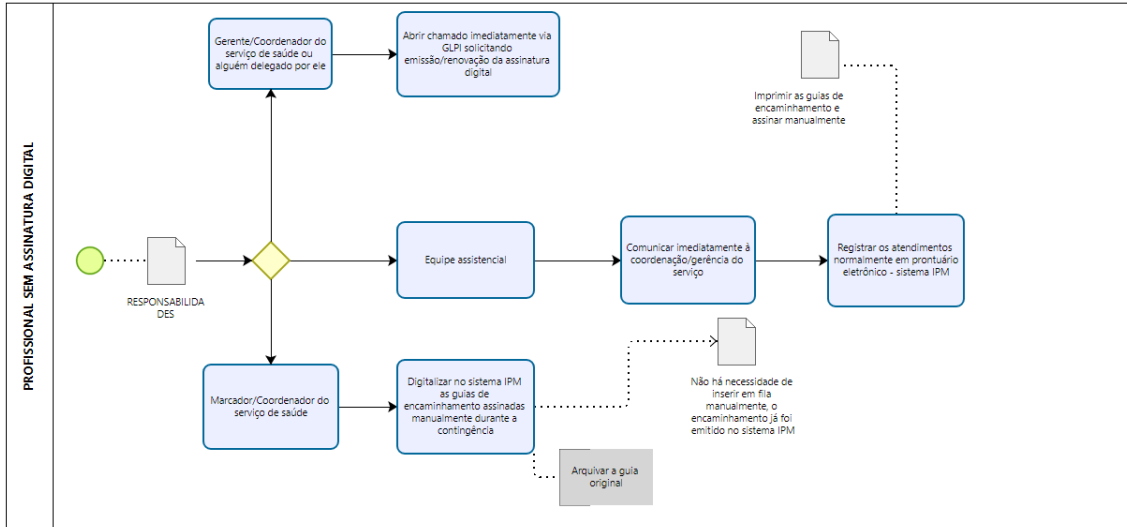 PROFISSIONAL SEM ASSINATURA DIGITAL
Gerente/Coordenador do
serviço de saúde ou
alguém delegado por ele
Abrir chamado imediatamente via
GLPI solicitando
emissão/renovação da assinatura
digital
Imprimir as guias de
encaminhamento e
assinar manualmente
RESPONSABILIDA
DES
Equipe assistencial
Comunicar imediatamente à
coordenação/gerência do
serviço
Registrar os atendimentos
normalmente em prontuário
eletrônico - sistema IPM
Marcador/Coordenador do
serviço de saúde
Digitalizar no sistema IPM
as guias de
encaminhamento assinadas
manualmente durante a
contingência
Não há necessidade de
inserir em fila
manualmente, o
encaminhamento já foi
emitido no sistema IPM
Arquivar a guia
original